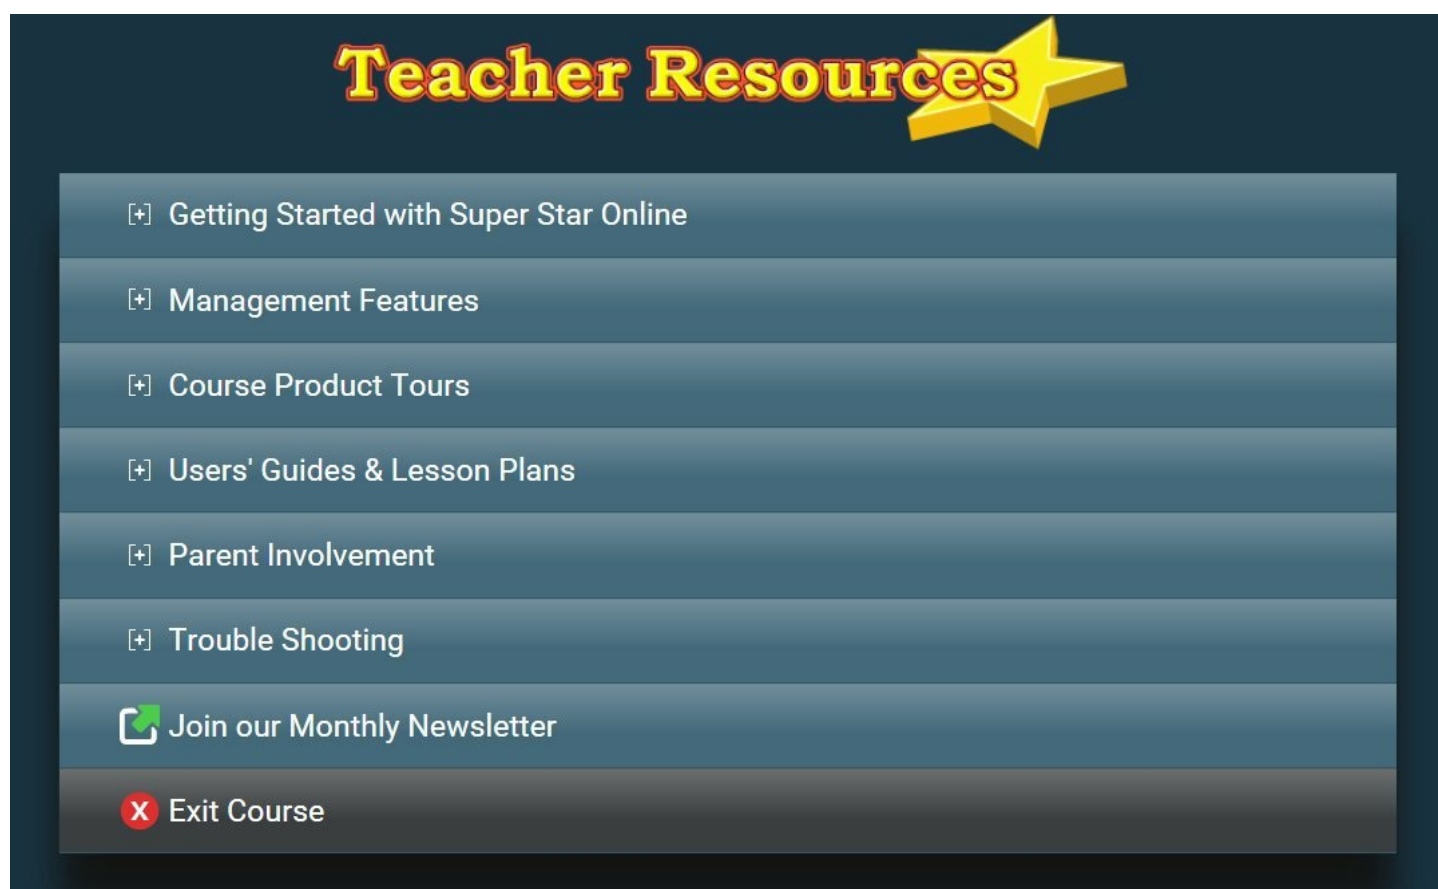 Teacher Resources
[+] Getting Started with Super Star Online
[+] Management Features
[+] Course Product Tours
[+] Users' Guides & Lesson Plans
[+] Parent Involvement
[+] Trouble Shooting
Join our Monthly Newsletter
X Exit Course